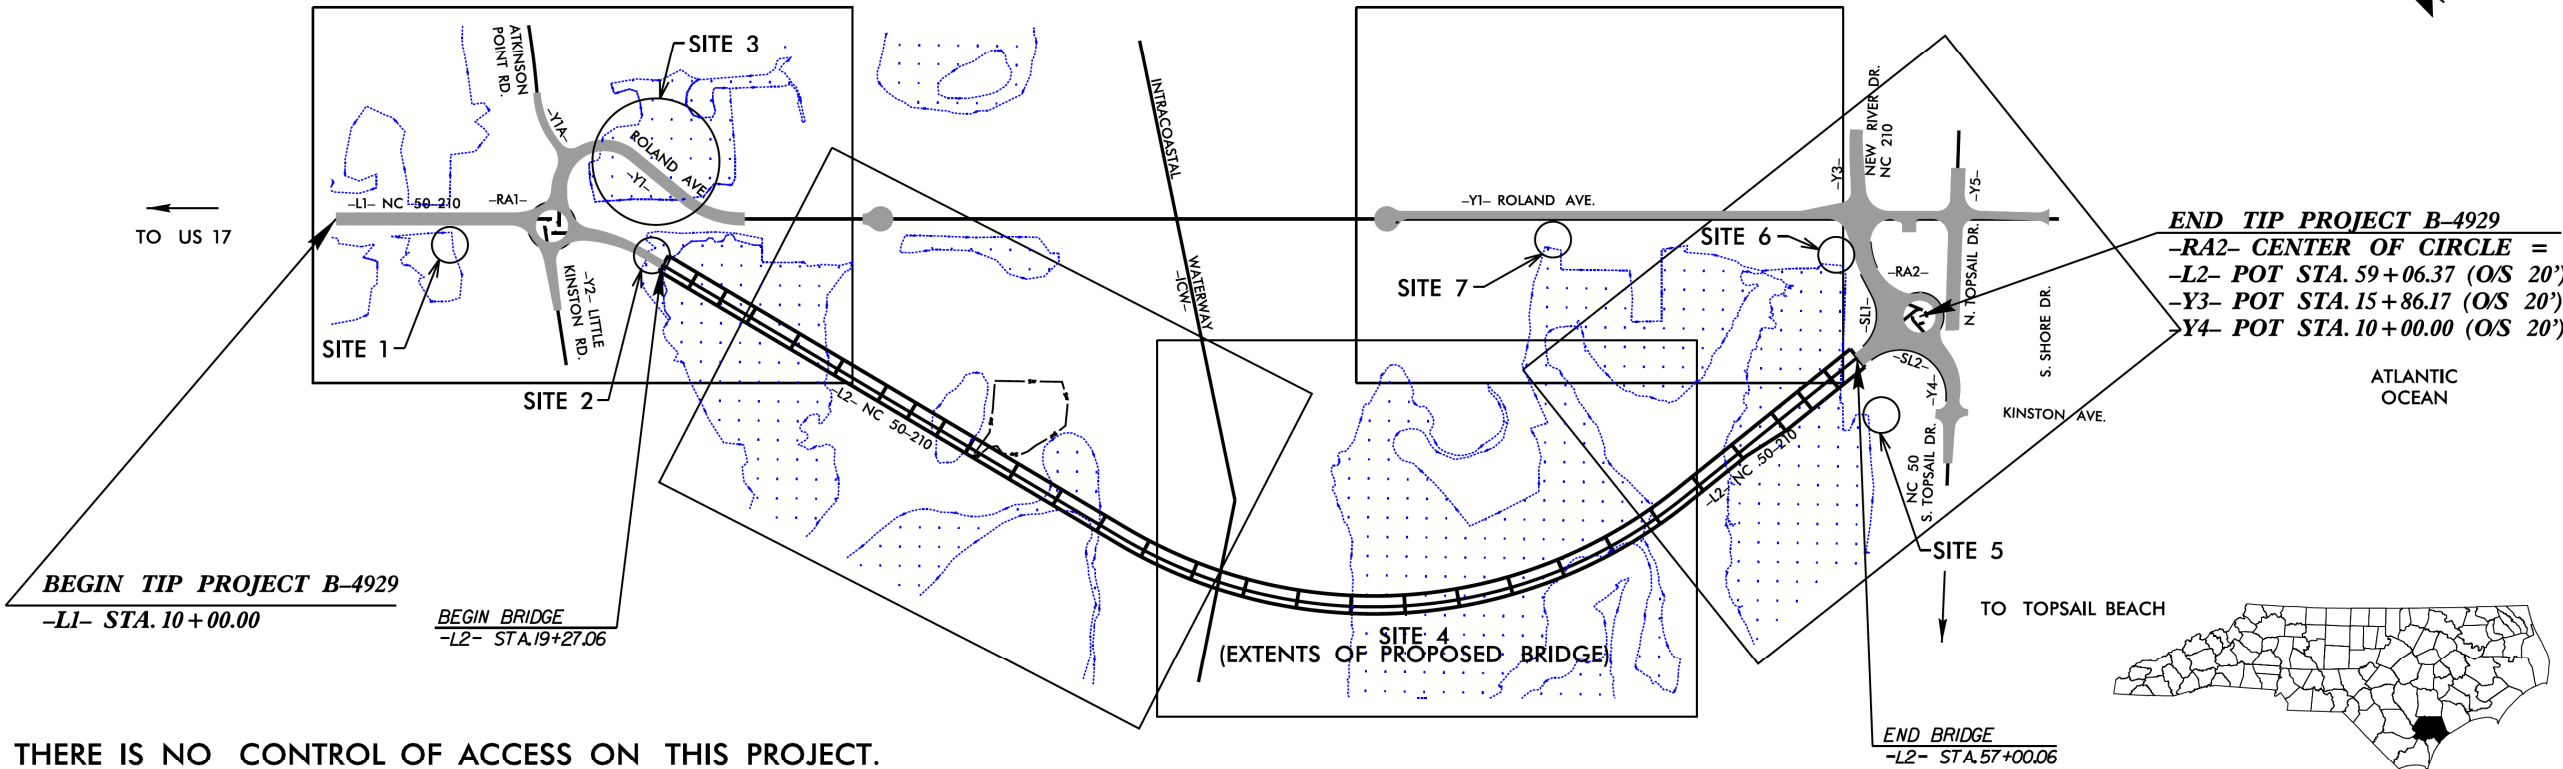 ATKINSON
POINT RD.
SITE 3
-Y1A-
ROLAND AVE.
-Y1-
-L1- NC 50-210
-RA1-
TO US 17
SITE 1
-Y2- LITTLE
KINSTON RD.
SITE 2
BEGIN TIP PROJECT B-4929
-L1- STA. 10+00.00
BEGIN BRIDGE
-L2- STA.19+27.06
-L2- NC 50-210
INTRACOASTAL
WATERWAY
-ICW-
-Y1- ROLAND AVE.
SITE 7
SITE 6
-Y3-
NEW RIVER DR.
NC 210
-Y5-
-RA2-
N. TOPSAIL DR.
-SL1-
-SL2-
-Y4-
S. SHORE DR.
END TIP PROJECT B-4929
-RA2- CENTER OF CIRCLE =
-L2- POT STA. 59+06.37 (O/S 20')
-Y3- POT STA. 15+86.17 (O/S 20')
-Y4- POT STA. 10+00.00 (O/S 20')
ATLANTIC
OCEAN
KINSTON AVE.
NC 50
S. TOPSAIL DR.
-L2- NC 50-210
SITE 5
TO TOPSAIL BEACH
SITE 4
(EXTENTS OF PROPOSED BRIDGE)
END BRIDGE
-L2- STA.57+00.06
THERE IS NO CONTROL OF ACCESS ON THIS PROJECT.